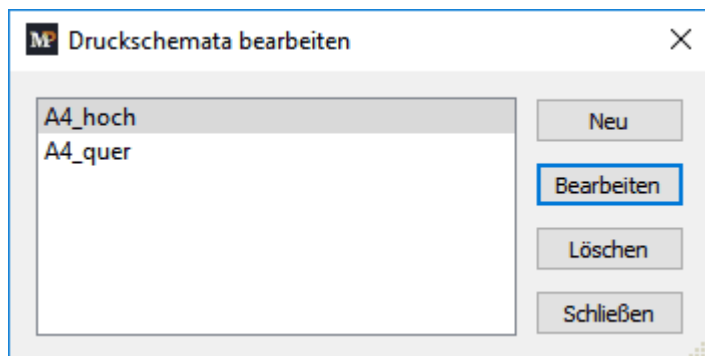 MP Druckschemata bearbeiten
A4_hoch
A4_quer
Neu
Bearbeiten
Löschen
Schließen